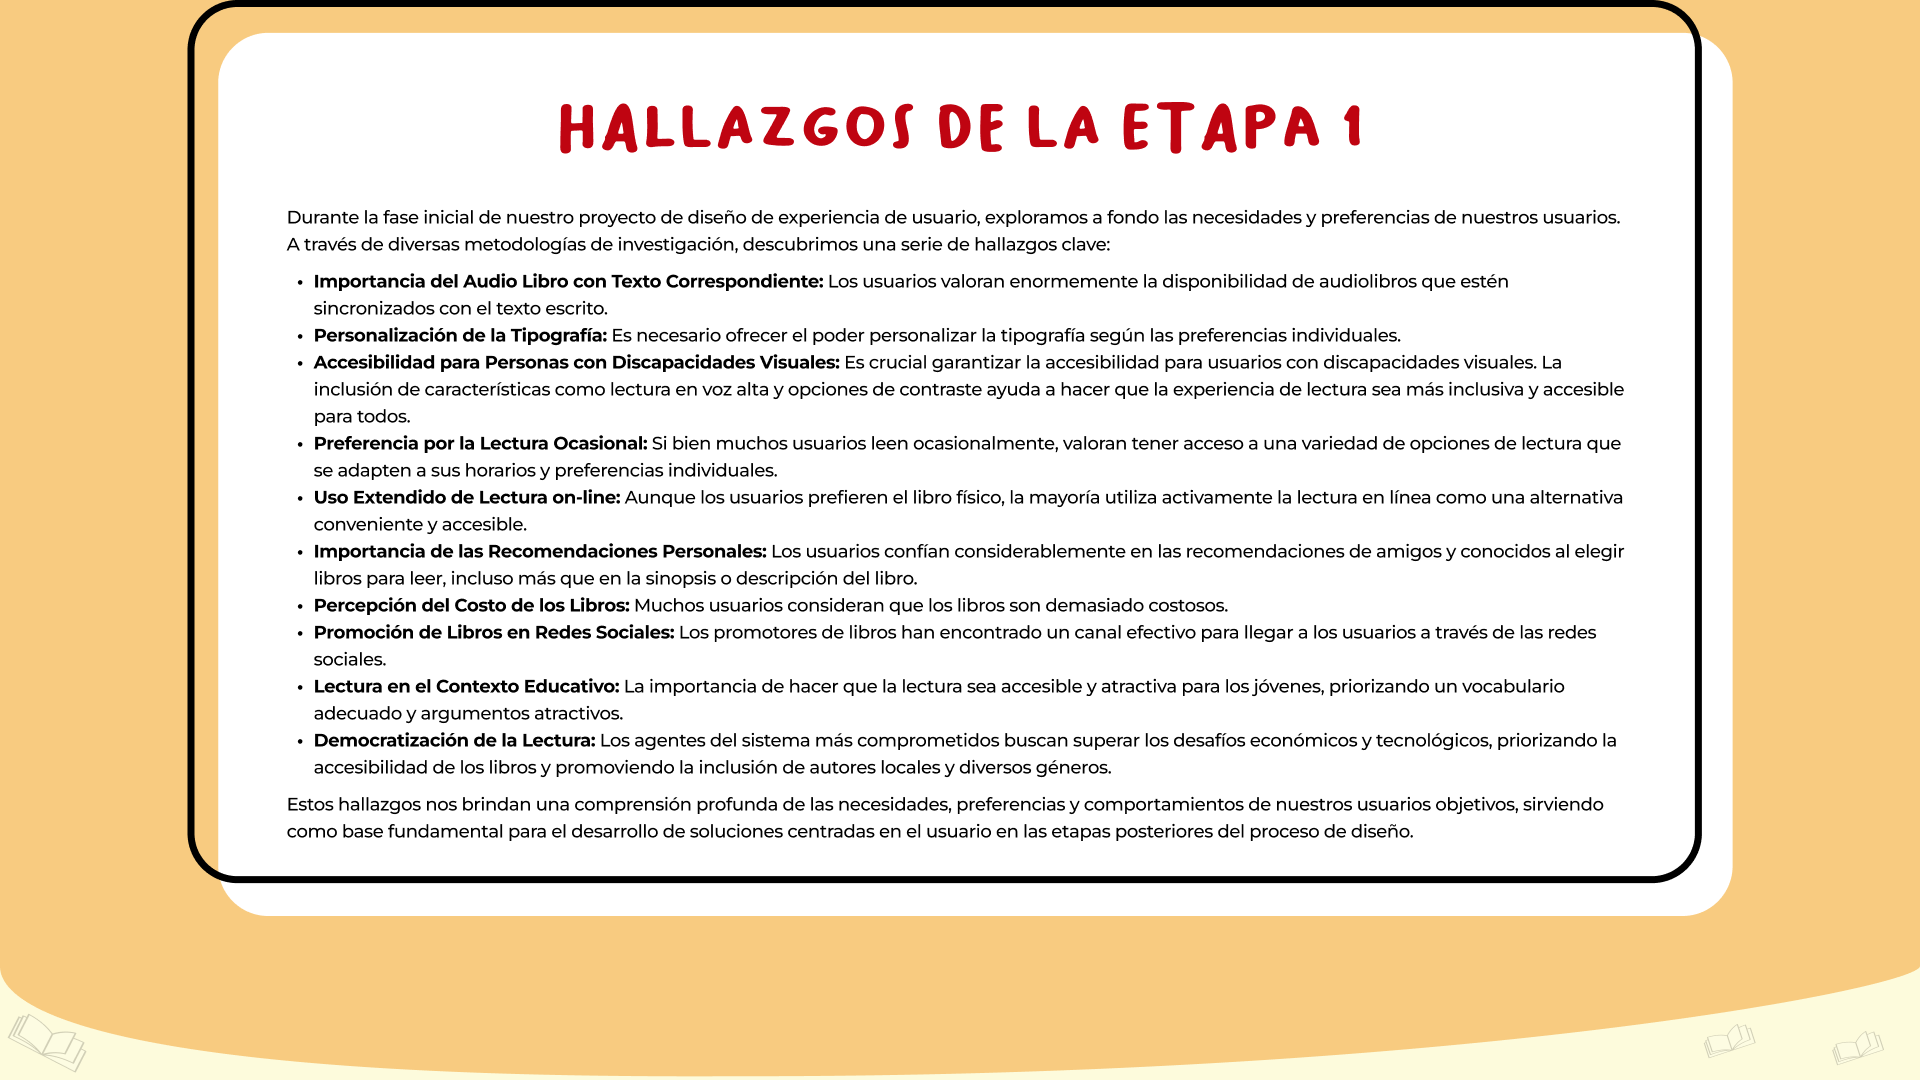 HALLAZGOS DE LA ETAPA 1
Durante la fase inicial de nuestro proyecto de diseño de experiencia de usuario, exploramos a fondo las necesidades y preferencias de nuestros usuarios.
A través de diversas metodologías de investigación, descubrimos una serie de hallazgos clave:
• Importancia del Audio Libro con Texto Correspondiente: Los usuarios valoran enormemente la disponibilidad de audiolibros que estén
sincronizados con el texto escrito.
• Personalización de la Tipografía: Es necesario ofrecer el poder personalizar la tipografía según las preferencias individuales.
• Accesibilidad para Personas con Discapacidades Visuales: Es crucial garantizar la accesibilidad para usuarios con discapacidades visuales. La
inclusión de características como lectura en voz alta y opciones de contraste ayuda a hacer que la experiencia de lectura sea más inclusiva y accesible
para todos.
• Preferencia por la Lectura Ocasional: Si bien muchos usuarios leen ocasionalmente, valoran tener acceso a una variedad de opciones de lectura que
se adapten a sus horarios y preferencias individuales.
• Uso Extendido de Lectura on-line: Aunque los usuarios prefieren el libro físico, la mayoría utiliza activamente la lectura en línea como una alternativa
conveniente y accesible.
• Importancia de las Recomendaciones Personales: Los usuarios confían considerablemente en las recomendaciones de amigos y conocidos al elegir
libros para leer, incluso más que en la sinopsis o descripción del libro.
• Percepción del Costo de los Libros: Muchos usuarios consideran que los libros son demasiado costosos.
• Promoción de Libros en Redes Sociales: Los promotores de libros han encontrado un canal efectivo para llegar a los usuarios a través de las redes
sociales.
• Lectura en el Contexto Educativo: La importancia de hacer que la lectura sea accesible y atractiva para los jóvenes, priorizando un vocabulario
adecuado y argumentos atractivos.
• Democratización de la Lectura: Los agentes del sistema más comprometidos buscan superar los desafíos económicos y tecnológicos, priorizando la
accesibilidad de los libros y promoviendo la inclusión de autores locales y diversos géneros.
Estos hallazgos nos brindan una comprensión profunda de las necesidades, preferencias y comportamientos de nuestros usuarios objetivos, sirviendo
como base fundamental para el desarrollo de soluciones centradas en el usuario en las etapas posteriores del proceso de diseño.